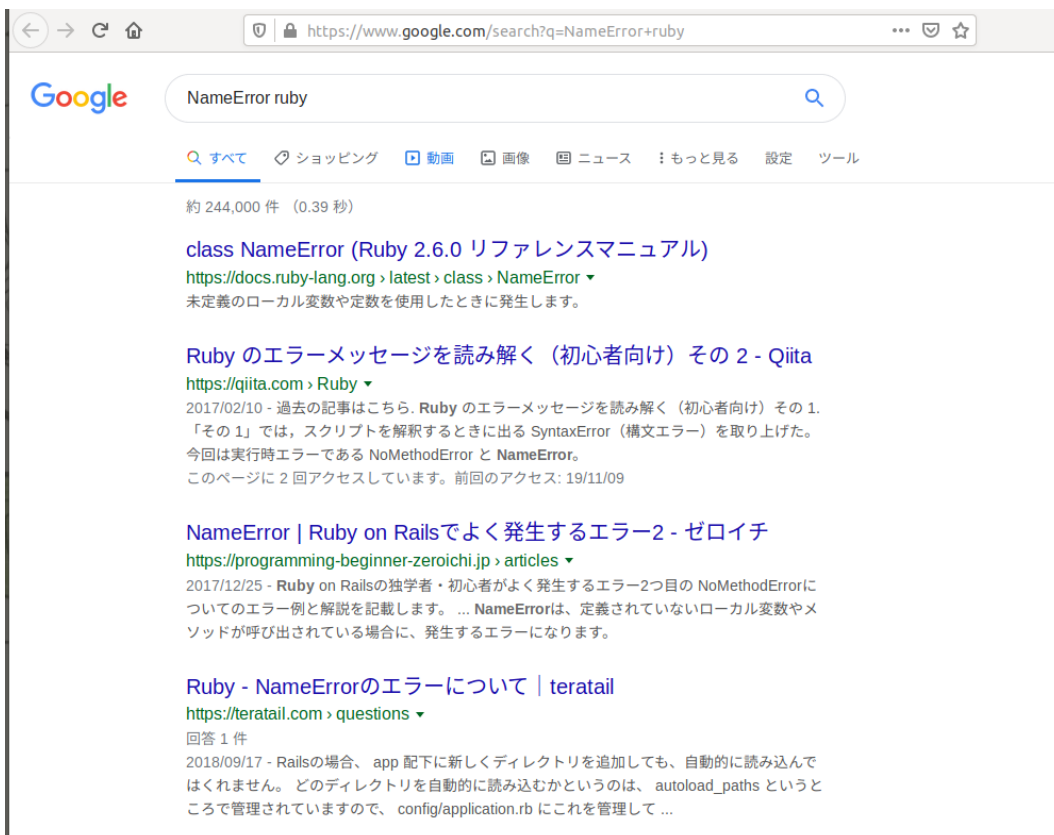 https://www.google.com/search?q=NameError+ruby
Google
NameError ruby
すべて ショッピング 動画 画像 ニュース もっと見る 設定 ツール
約 244,000 件 （0.39 秒）
class NameError (Ruby 2.6.0 リファレンスマニュアル)
https://docs.ruby-lang.org › latest › class › NameError
未定義のローカル変数や定数を使用したときに発生します。
Ruby のエラーメッセージを読み解く（初心者向け）その 2 - Qiita
https://qiita.com › Ruby
2017/02/10 - 過去の記事はこちら. Ruby のエラーメッセージを読み解く（初心者向け）その 1.
「その 1」では，スクリプトを解釈するときに出る SyntaxError（構文エラー）を取り上げた。
今回は実行時エラーである NoMethodError と NameError。
このページに 2 回アクセスしています。前回のアクセス: 19/11/09
NameError | Ruby on Railsでよく発生するエラー2 - ゼロイチ
https://programming-beginner-zeroichi.jp › articles
2017/12/25 - Ruby on Railsの独学者・初心者がよく発生するエラー2つ目の NoMethodErrorに
ついてのエラー例と解説を記載します。 ... NameErrorは、定義されていないローカル変数やメ
ソッドが呼び出されている場合に、発生するエラーになります。
Ruby - NameErrorのエラーについて｜teratail
https://teratail.com › questions
回答 1 件
2018/09/17 - Railsの場合、 app 配下に新しくディレクトリを追加しても、自動的に読み込んで
はくれません。 どのディレクトリを自動的に読み込むかというのは、 autoload_paths というと
ころで管理されていますので、 config/application.rb にこれを管理して ...